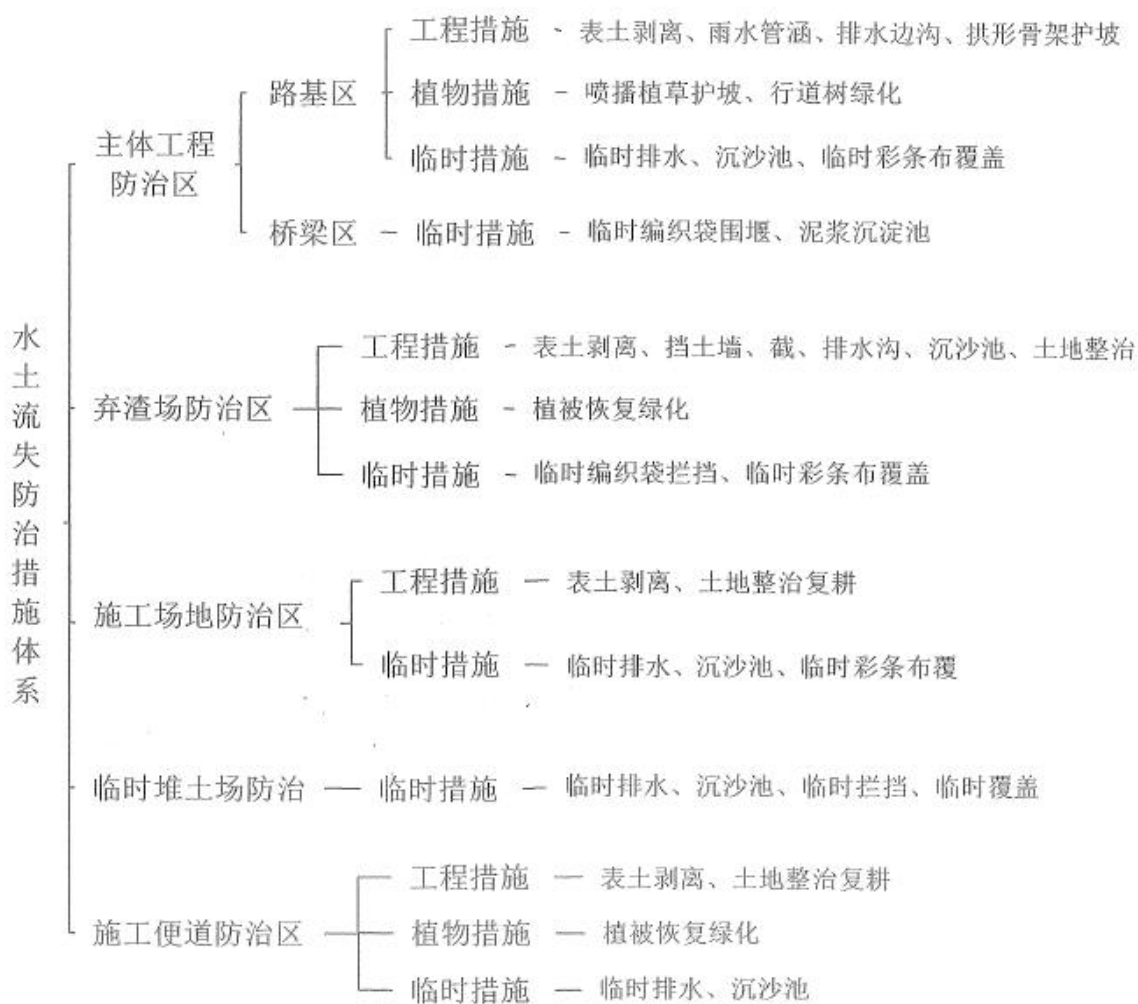 水土流失防治措施体系
主体工程
防治区
路基区
工程措施 - 表土剥离、雨水管涵、排水边沟、拱形骨架护坡
植物措施 - 喷播植草护坡、行道树绿化
临时措施 - 临时排水、沉沙池、临时彩条布覆盖
桥梁区 - 临时措施 - 临时编织袋围堰、泥浆沉淀池
弃渣场防治区
工程措施 - 表土剥离、挡土墙、截、排水沟、沉沙池、土地整治
植物措施 - 植被恢复绿化
临时措施 - 临时编织袋拦挡、临时彩条布覆盖
施工场地防治区
工程措施 — 表土剥离、土地整治复耕
临时措施 — 临时排水、沉沙池、临时彩条布覆
临时堆土场防治 — 临时措施 — 临时排水、沉沙池、临时拦挡、临时覆盖
施工便道防治区
工程措施 — 表土剥离、土地整治复耕
植物措施 — 植被恢复绿化
临时措施 — 临时排水、沉沙池